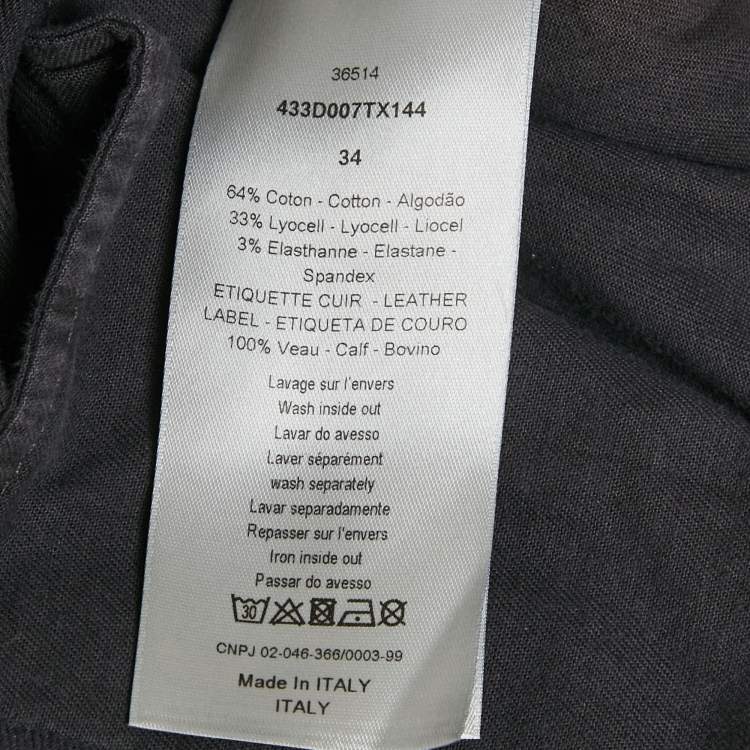 36514
433D007TX144
34
64% Coton - Cotton - Algodão
33% Lyocell - Lyocell - Liocel
3% Elasthanne - Elastane -
Spandex
ETIQUETTE CUIR - LEATHER
LABEL - ETIQUETA DE COURO
100% Veau - Calf - Bovino
Lavage sur l'envers
Wash inside out
Lavar do avesso
Laver séparément
wash separately
Lavar separadamente
Repasser sur l'envers
Iron inside out
Passar do avesso
30
CNPJ 02-046-366/0003-99
Made In ITALY
ITALY